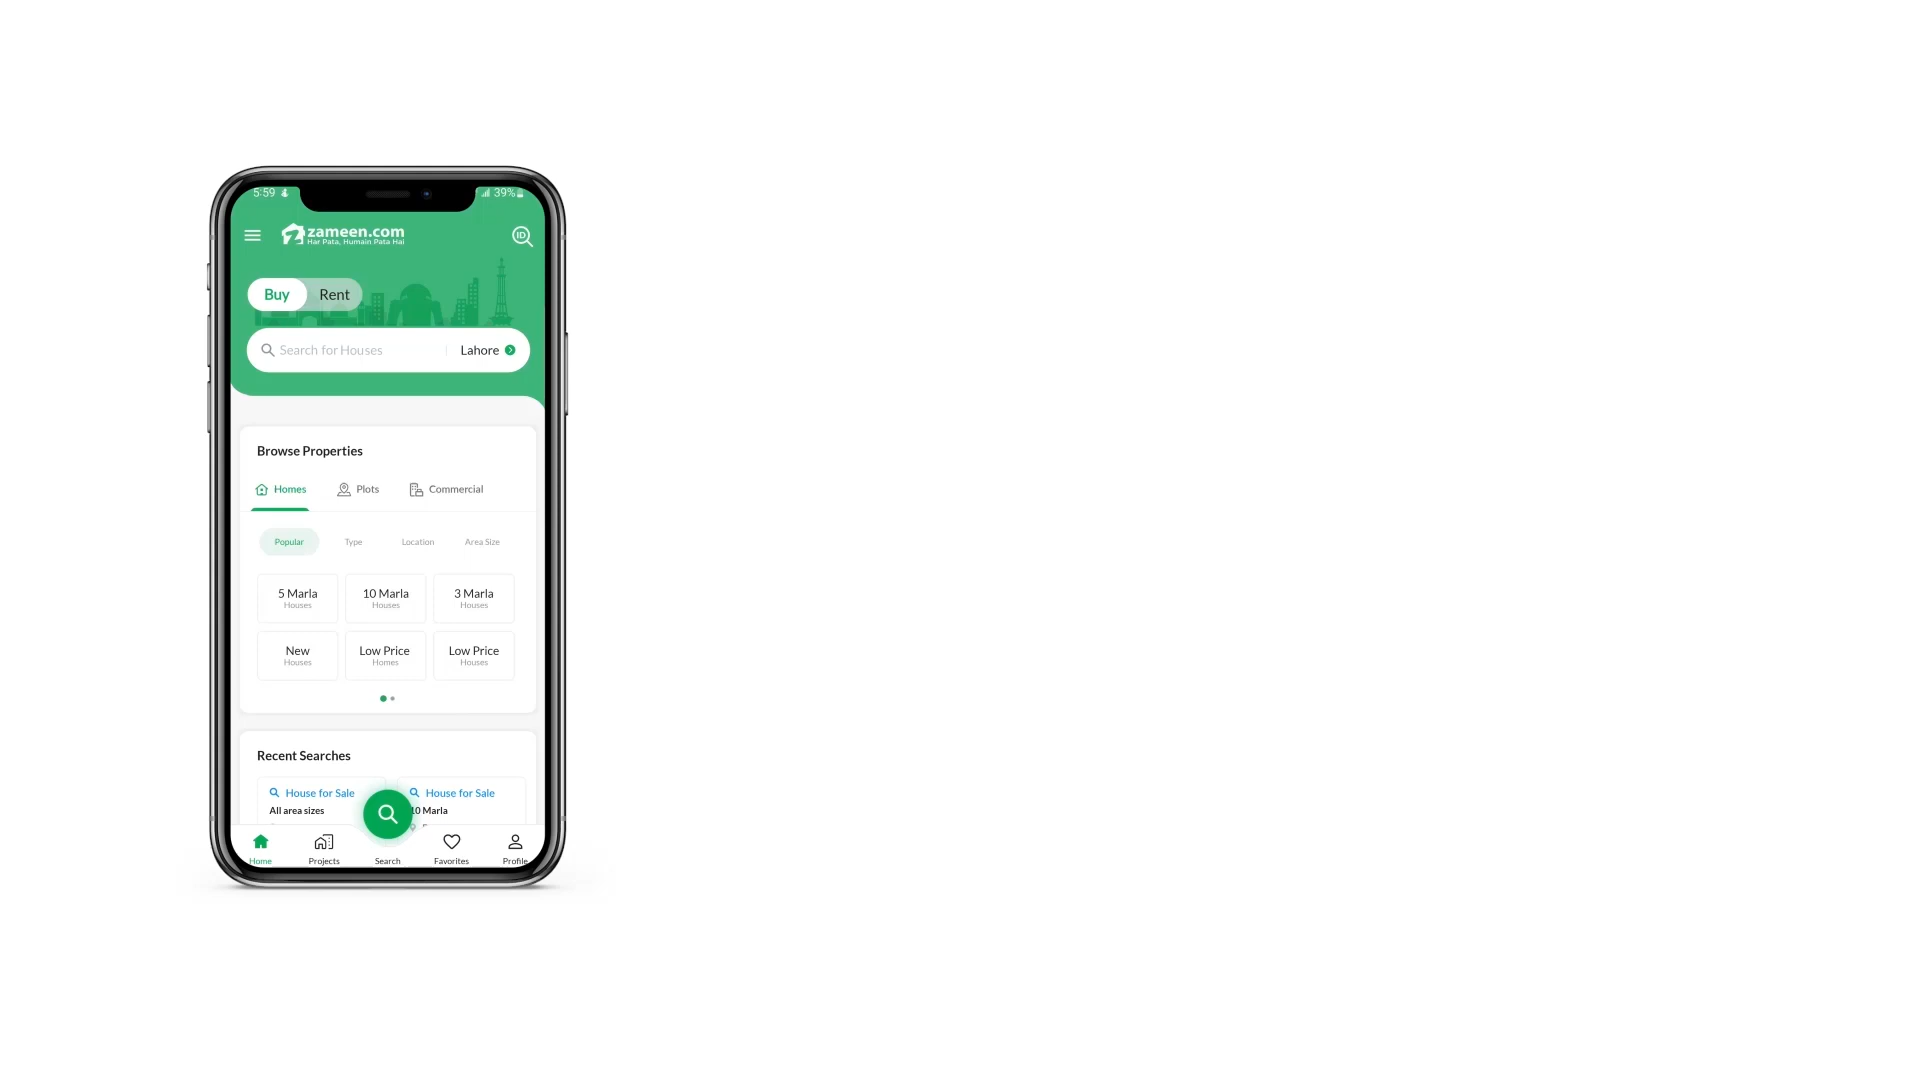 5:59
39%
zameen.com
Har Pata, Humain Pata Hai
ID
Buy Rent
Search for Houses Lahore
Browse Properties
Homes Plots Commercial
Popular Type Location Area Size
5 Marla 10 Marla 3 Marla
Houses Houses Houses
New Low Price Low Price
Houses Homes Houses
Recent Searches
House for Sale House for Sale
All area sizes 10 Marla
Home Projects Search Favorites Profile